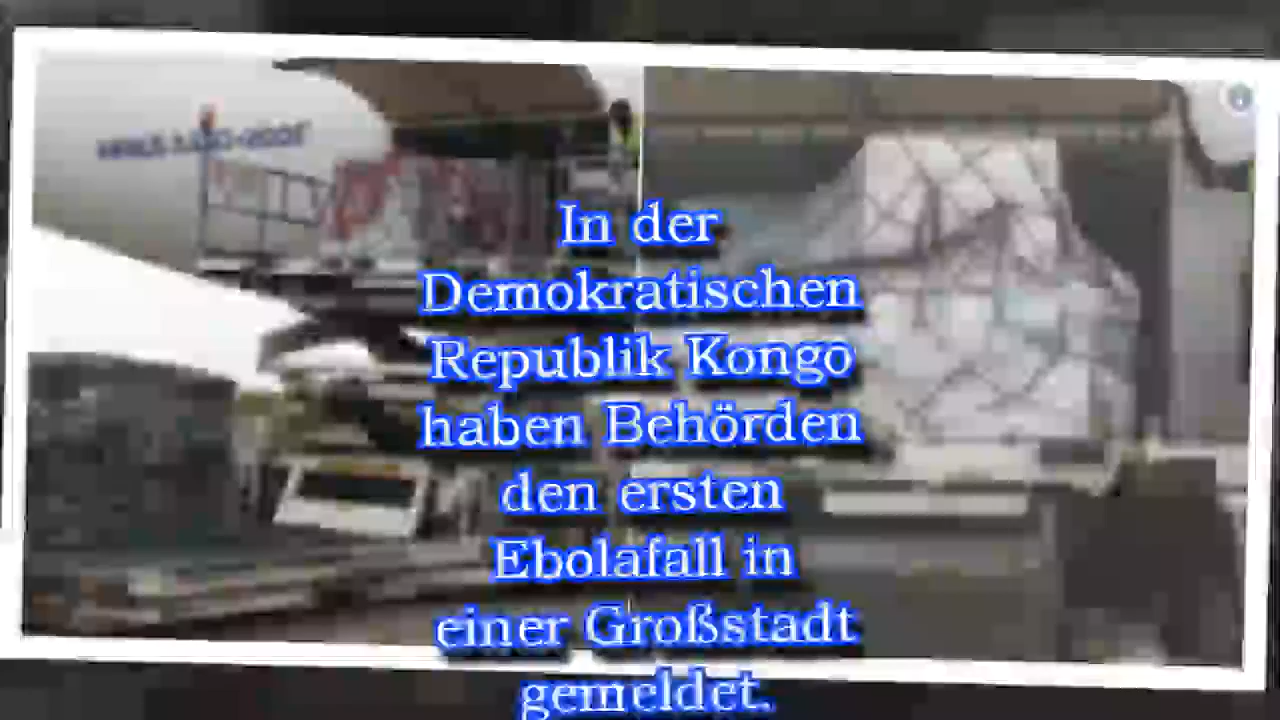 In der
Demokratischen
Republik Kongo
haben Behörden
den ersten
Ebolafall in
einer Großstadt
gemeldet.